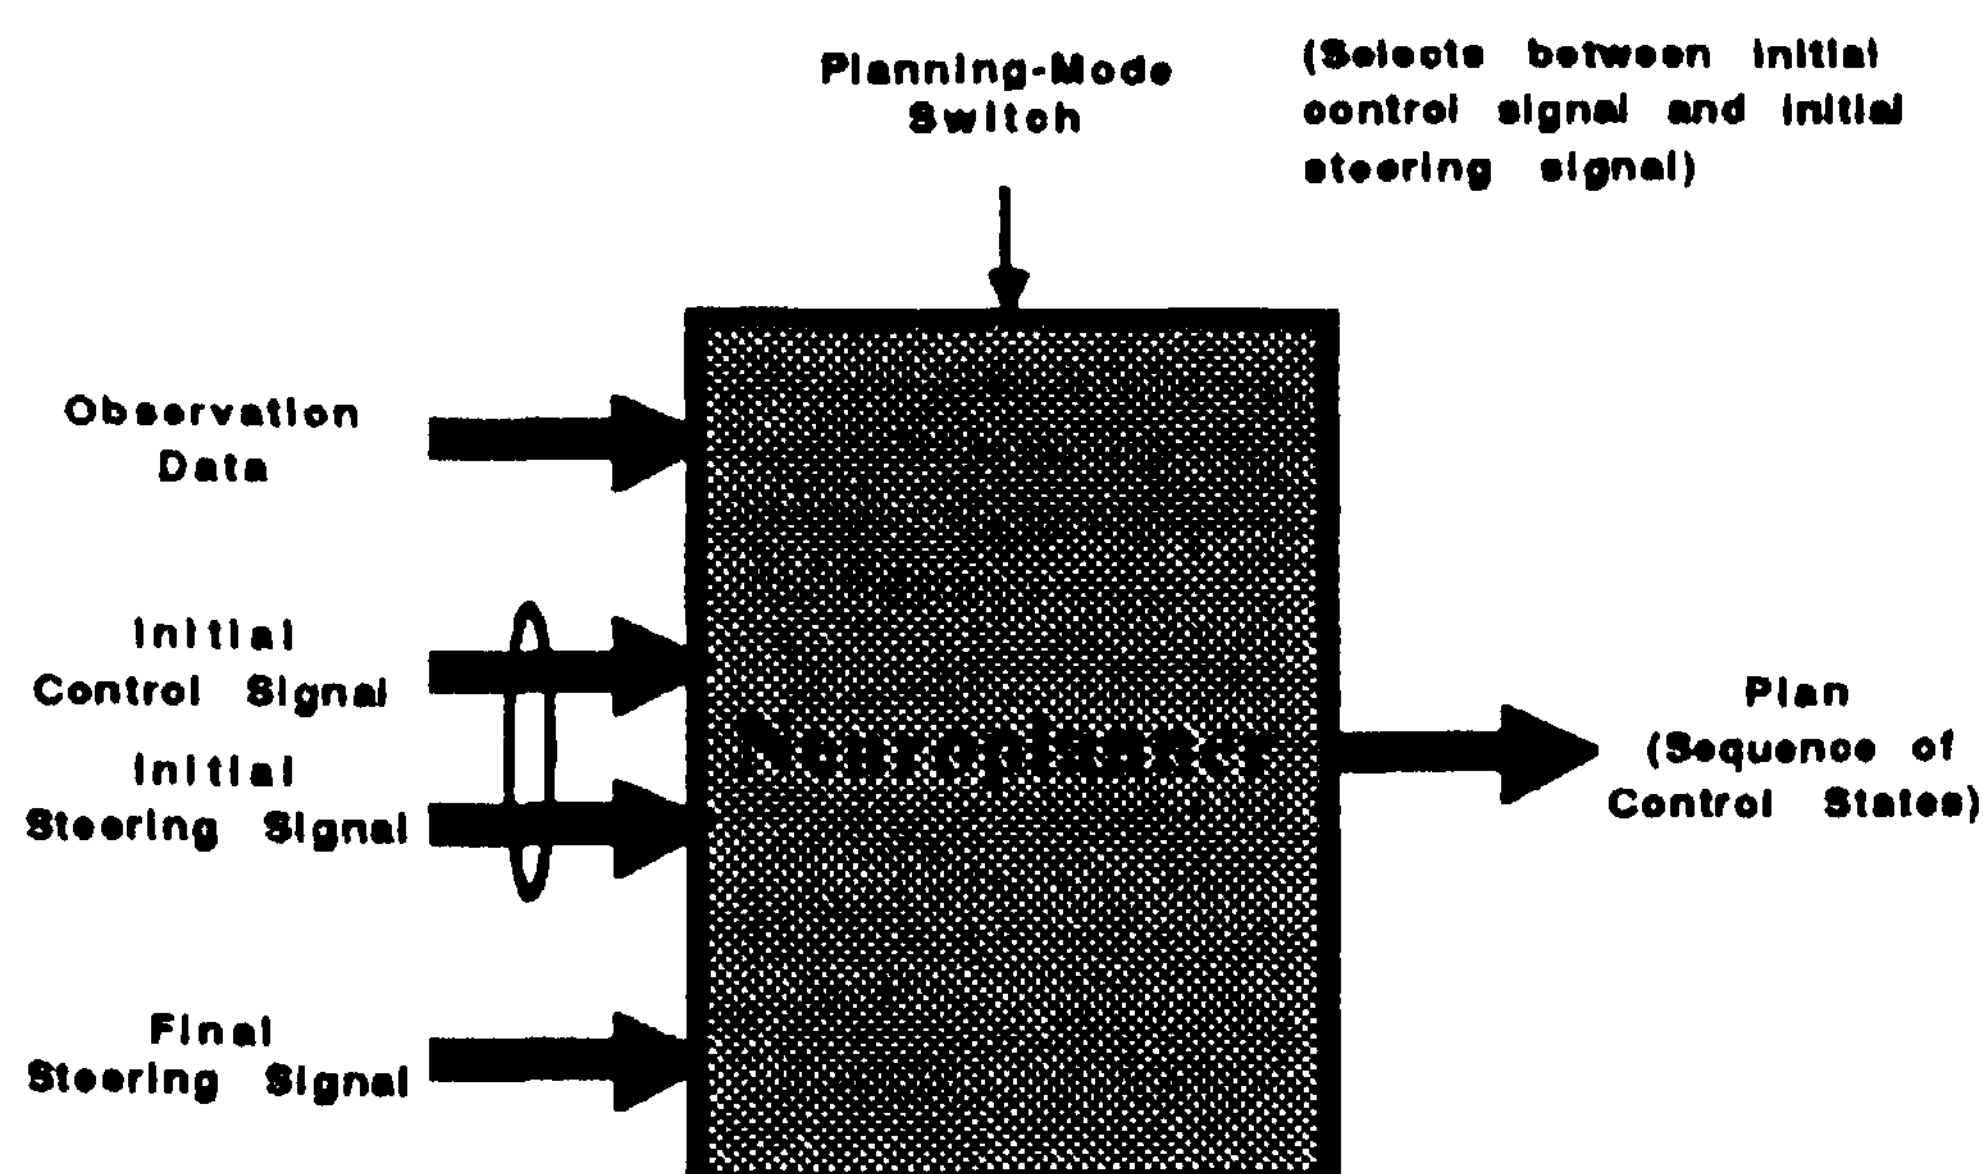 Planning-Mode
Switch
(Selects between initial
control signal and initial
steering signal)
Observation
Data
Initial
Control Signal
Initial
Steering Signal
Final
Steering Signal
Neuroplanner
Plan
(Sequence of
Control States)